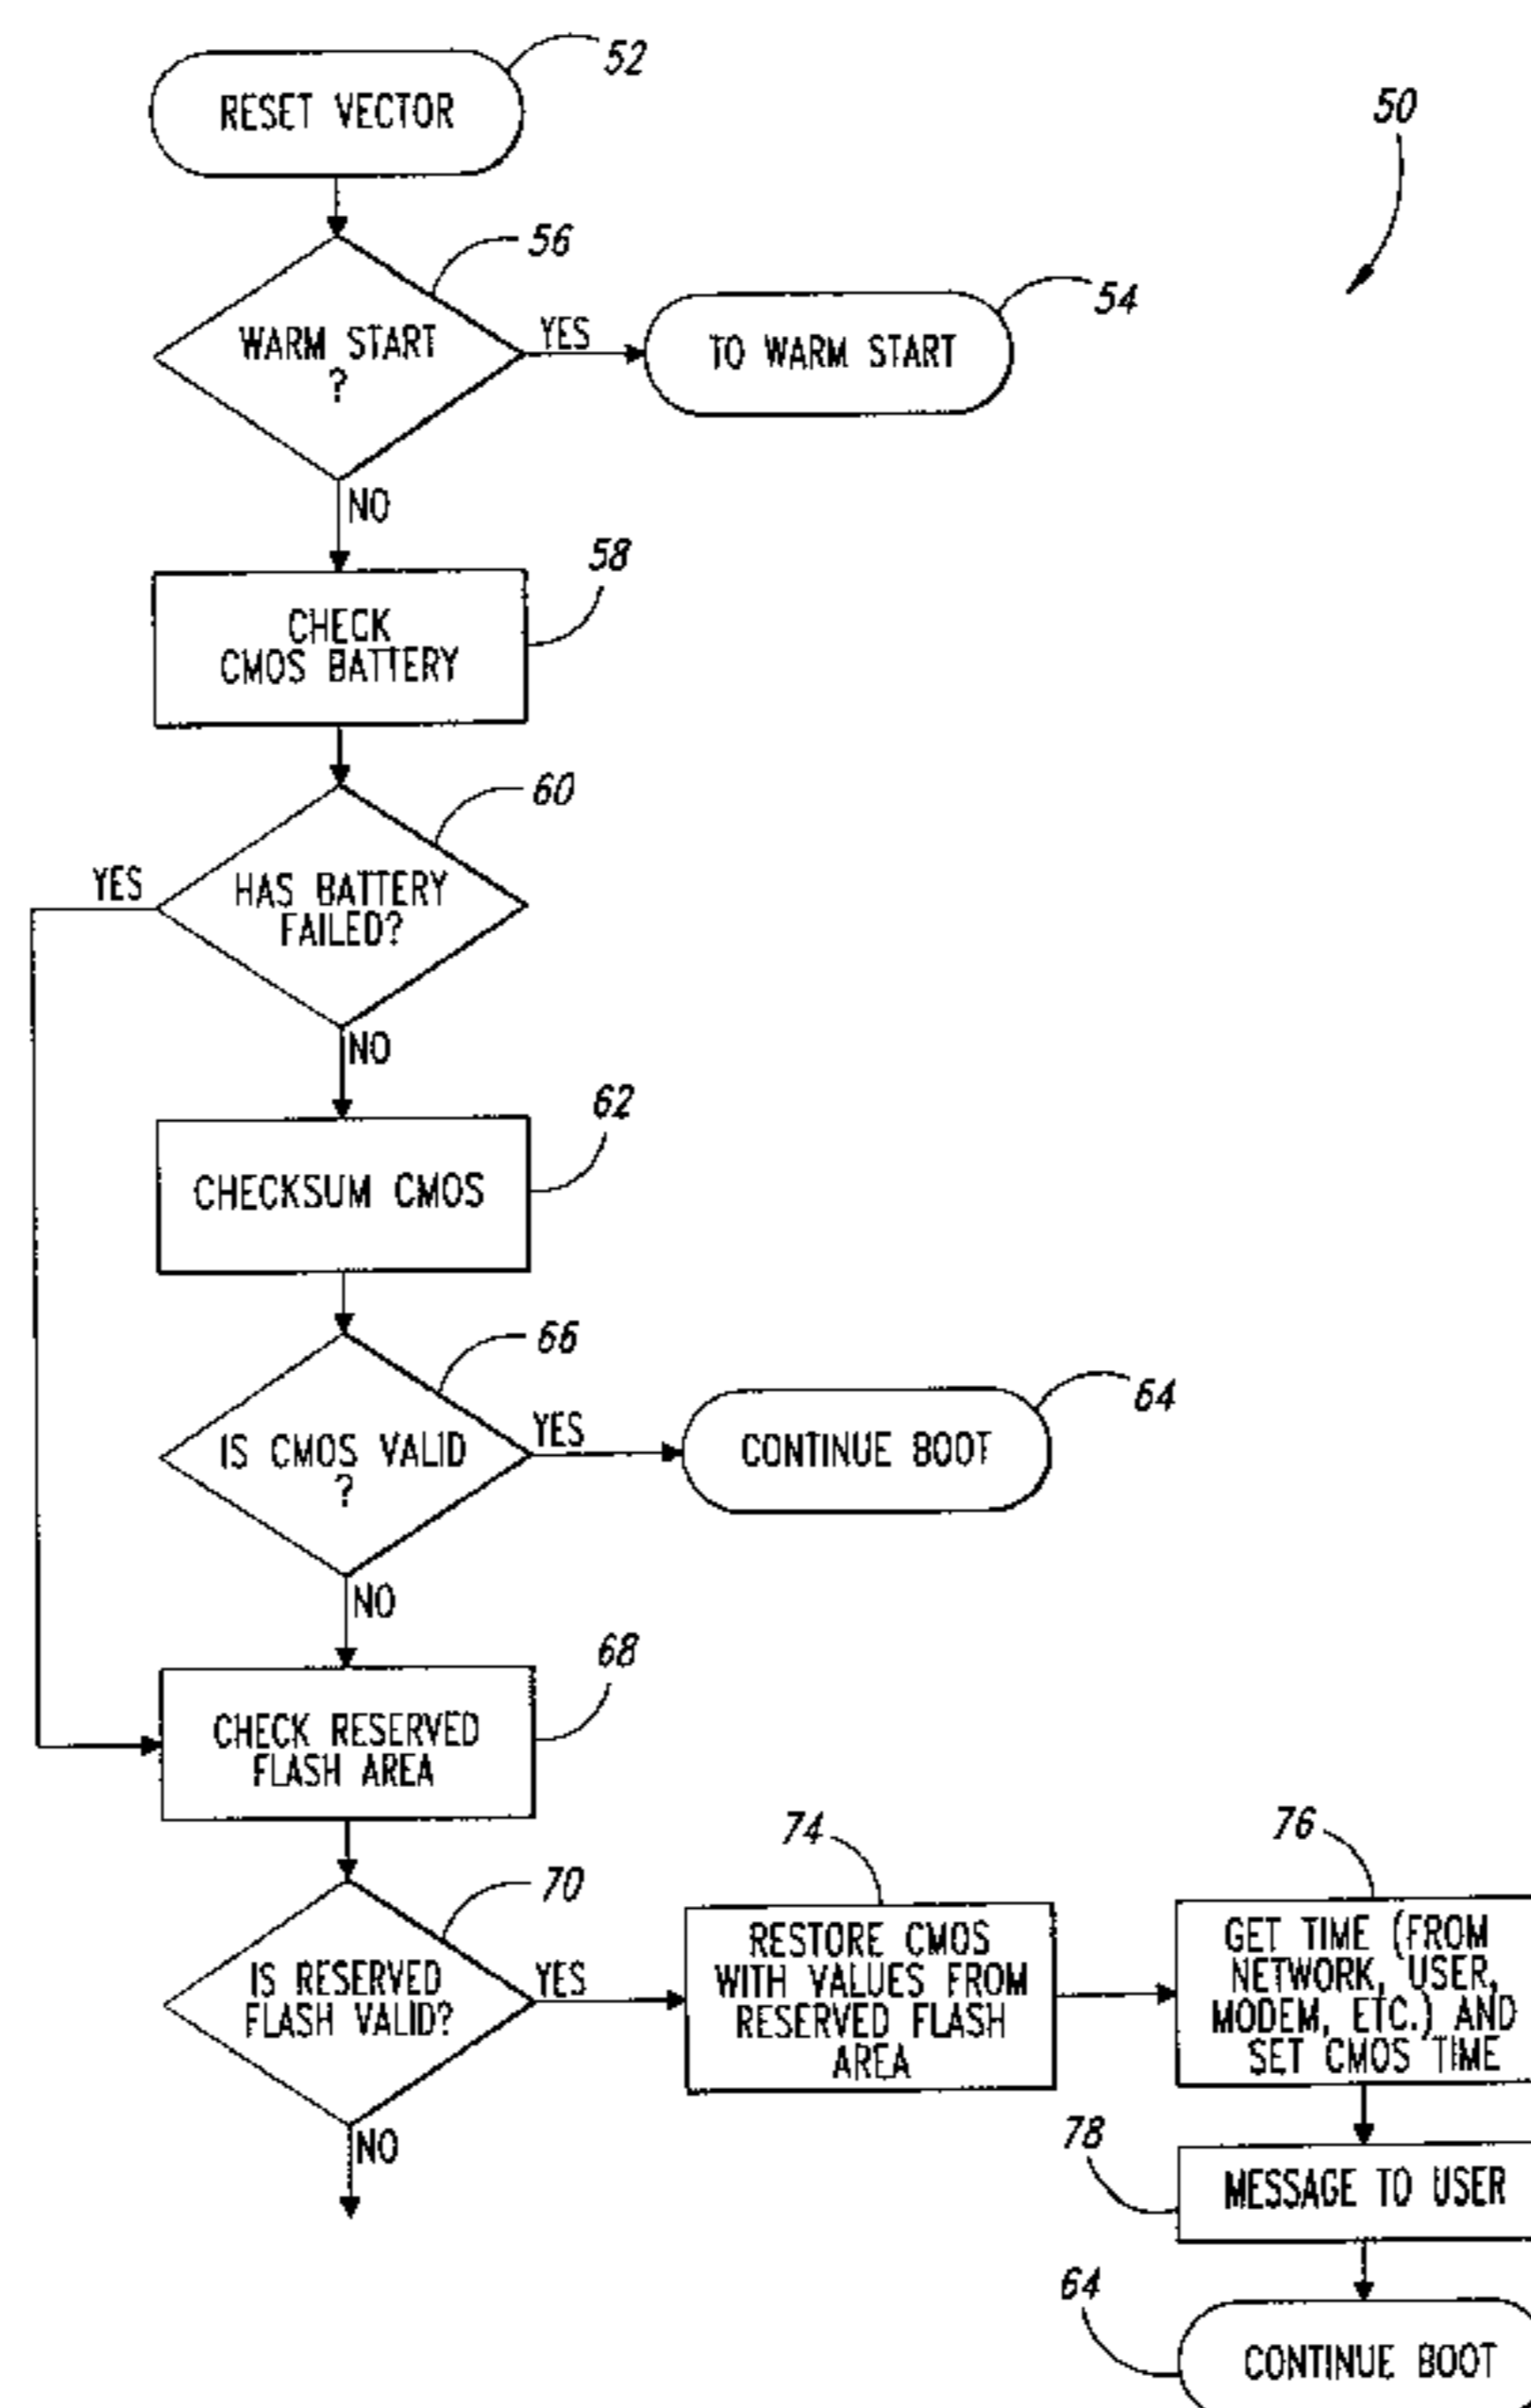 52
RESET VECTOR
50
56
WARM START
?
YES
54
TO WARM START
NO
58
CHECK
CMOS BATTERY
60
YES
HAS BATTERY
FAILED?
NO
62
CHECKSUM CMOS
66
IS CMOS VALID
?
YES
64
CONTINUE BOOT
NO
68
CHECK RESERVED
FLASH AREA
70
IS RESERVED
FLASH VALID?
YES
74
RESTORE CMOS
WITH VALUES FROM
RESERVED FLASH
AREA
76
GET TIME (FROM
NETWORK, USER,
MODEM, ETC.) AND
SET CMOS TIME
NO
78
MESSAGE TO USER
64
CONTINUE BOOT